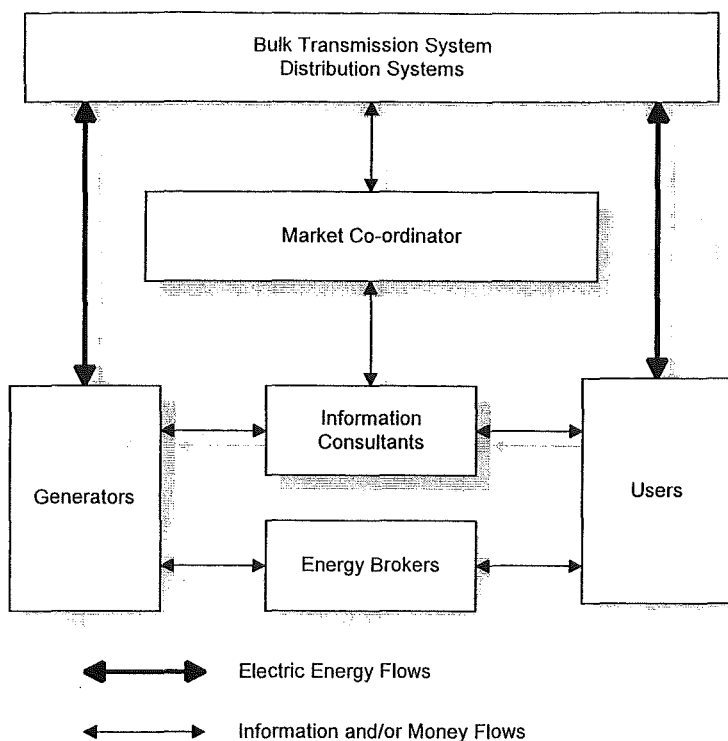 Bulk Transmission System
Distribution Systems
Market Co-ordinator
Information
Consultants
Generators
Users
Energy Brokers
Electric Energy Flows
Information and/or Money Flows